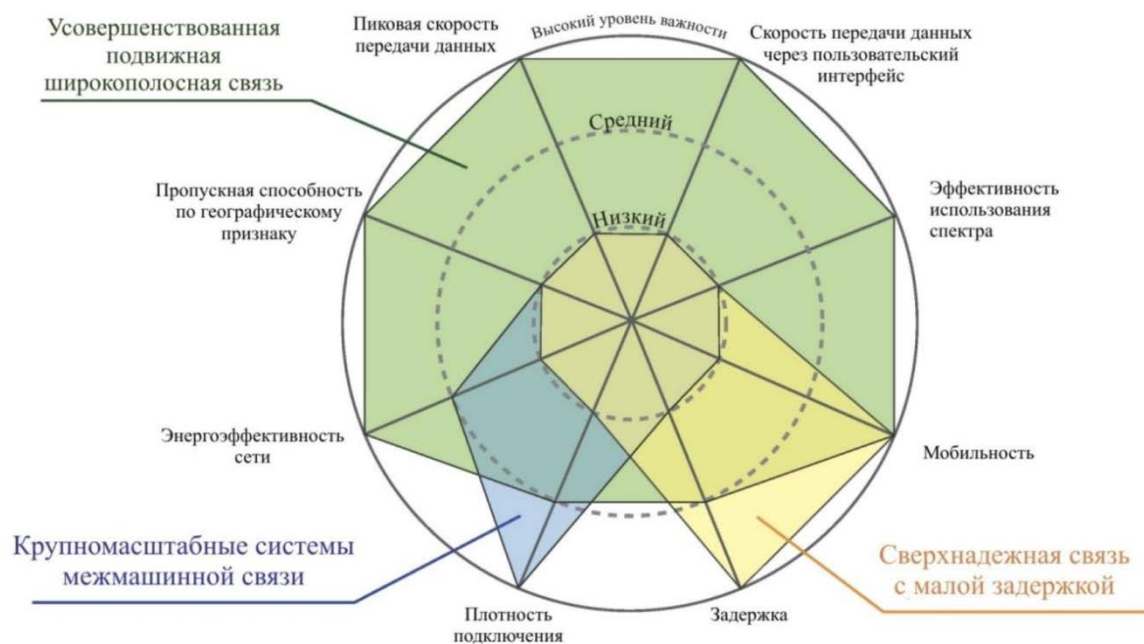 Усовершенствованная
подвижная
широкополосная связь
Пиковая скорость
передачи данных
Высокий уровень важности
Скорость передачи данных
через пользовательский
интерфейс
Средний
Низкий
Пропускная способность
по географическому
признаку
Эффективность
использования
спектра
Энергоэффективность
сети
Мобильность
Крупномасштабные системы
межмашинной связи
Сверхнадежная связь
с малой задержкой
Плотность
подключения
Задержка